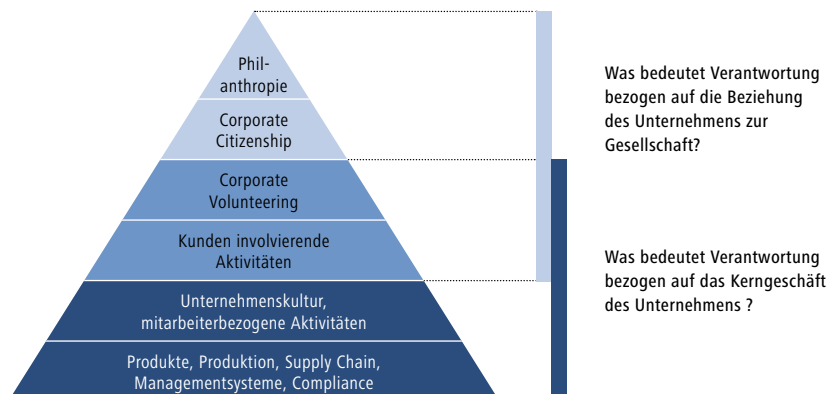 Phil-
anthropie
Corporate
Citizenship
Corporate
Volunteering
Kunden involvierende
Aktivitäten
Unternehmenskultur,
mitarbeiterbezogene Aktivitäten
Produkte, Produktion, Supply Chain,
Managementsysteme, Compliance
Was bedeutet Verantwortung
bezogen auf die Beziehung
des Unternehmens zur
Gesellschaft?
Was bedeutet Verantwortung
bezogen auf das Kerngeschäft
des Unternehmens ?